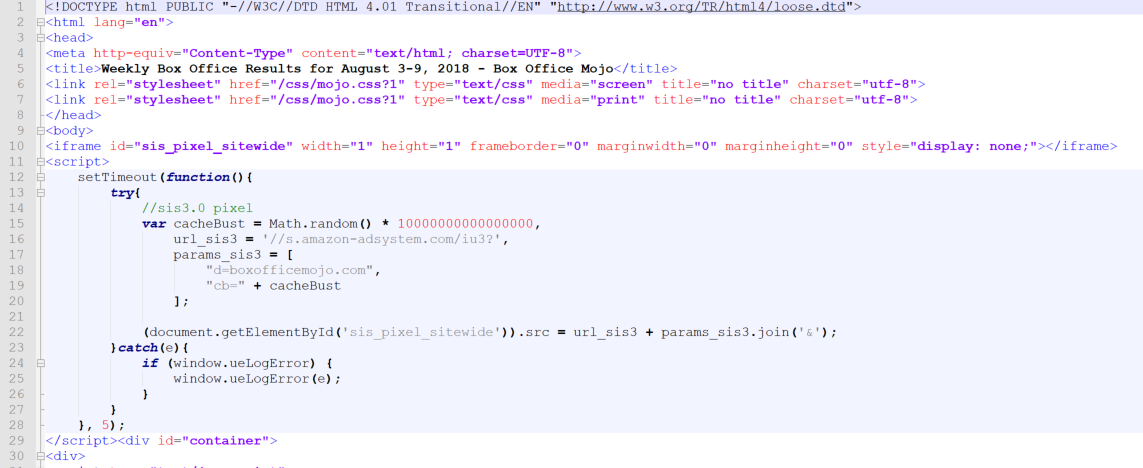 1 <!DOCTYPE html PUBLIC "-//W3C//DTD HTML 4.01 Transitional//EN" "http://www.w3.org/TR/html4/loose.dtd">
2 <html lang="en">
3 <head>
4 <meta http-equiv="Content-Type" content="text/html; charset=UTF-8">
5 <title>Weekly Box Office Results for August 3-9, 2018 - Box Office Mojo</title>
6 <link rel="stylesheet" href="/css/mojo.css?1" type="text/css" media="screen" title="no title" charset="utf-8">
7 <link rel="stylesheet" href="/css/mojo.css?1" type="text/css" media="print" title="no title" charset="utf-8">
8 </head>
9 <body>
10 <iframe id="sis_pixel_sitewide" width="1" height="1" frameborder="0" marginwidth="0" marginheight="0" style="display: none;"></iframe>
11 <script>
12 setTimeout(function(){
13 try{
14 //sis3.0 pixel
15 var cacheBust = Math.random() * 10000000000000000,
16 url_sis3 = '//s.amazon-adsystem.com/iu3?',
17 params_sis3 = [
18 "d=boxofficemojo.com",
19 "cb=" + cacheBust
20 ];
21
22 (document.getElementById('sis_pixel_sitewide')).src = url_sis3 + params_sis3.join('&');
23 }catch(e){
24 if (window.ueLogError) {
25 window.ueLogError(e);
26 }
27 }
28 }, 5);
29 </script><div id="container">
30 <div>